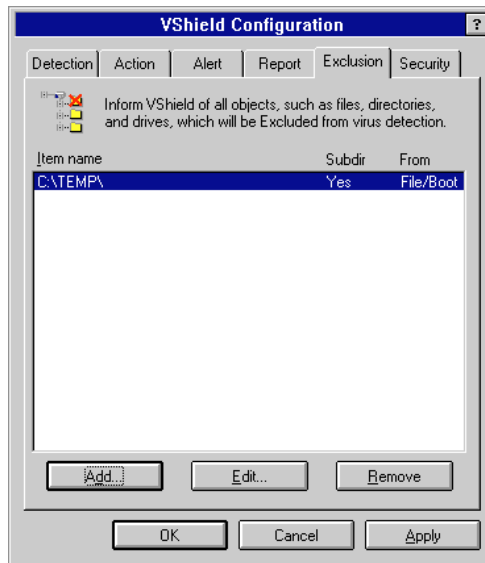 VShield Configuration ?
Detection Action Alert Report Exclusion Security
Inform VShield of all objects, such as files, directories,
and drives, which will be Excluded from virus detection.
Item name Subdir From
C:\TEMP\ Yes File/Boot
Add... Edit... Remove
OK Cancel Apply